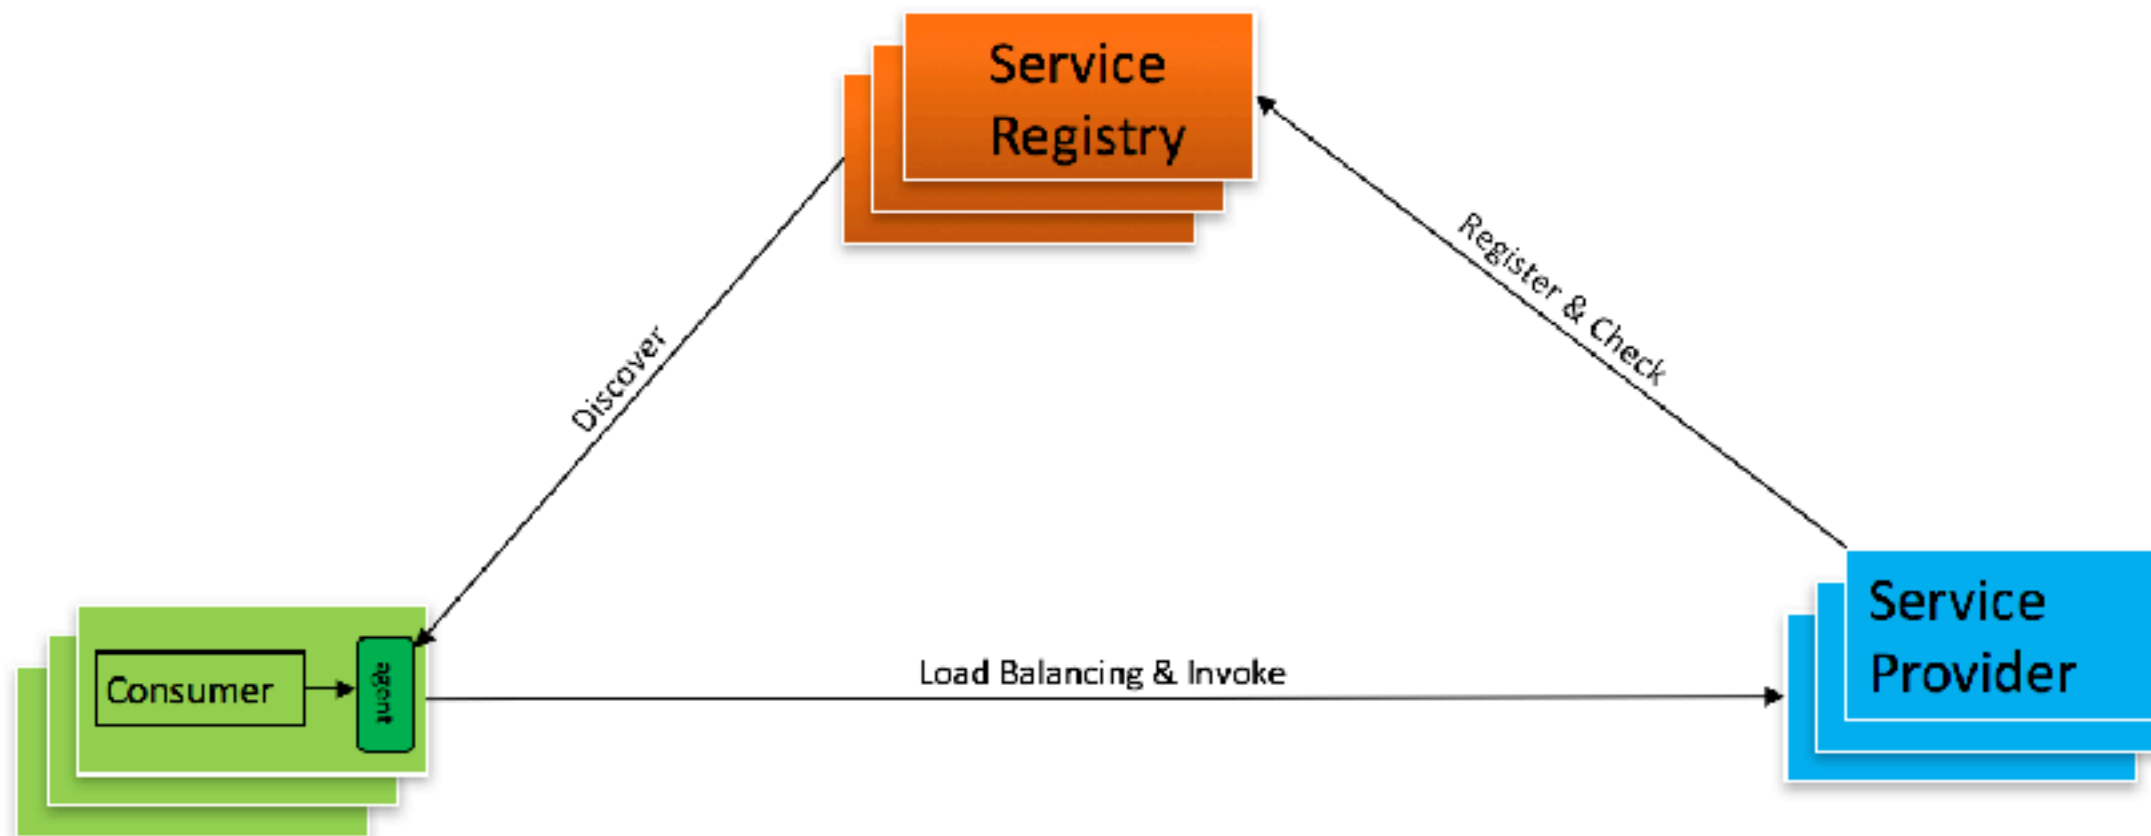 Service
Registry
Register & Check
Discover
Service
Provider
Load Balancing & Invoke
Consumer
agent